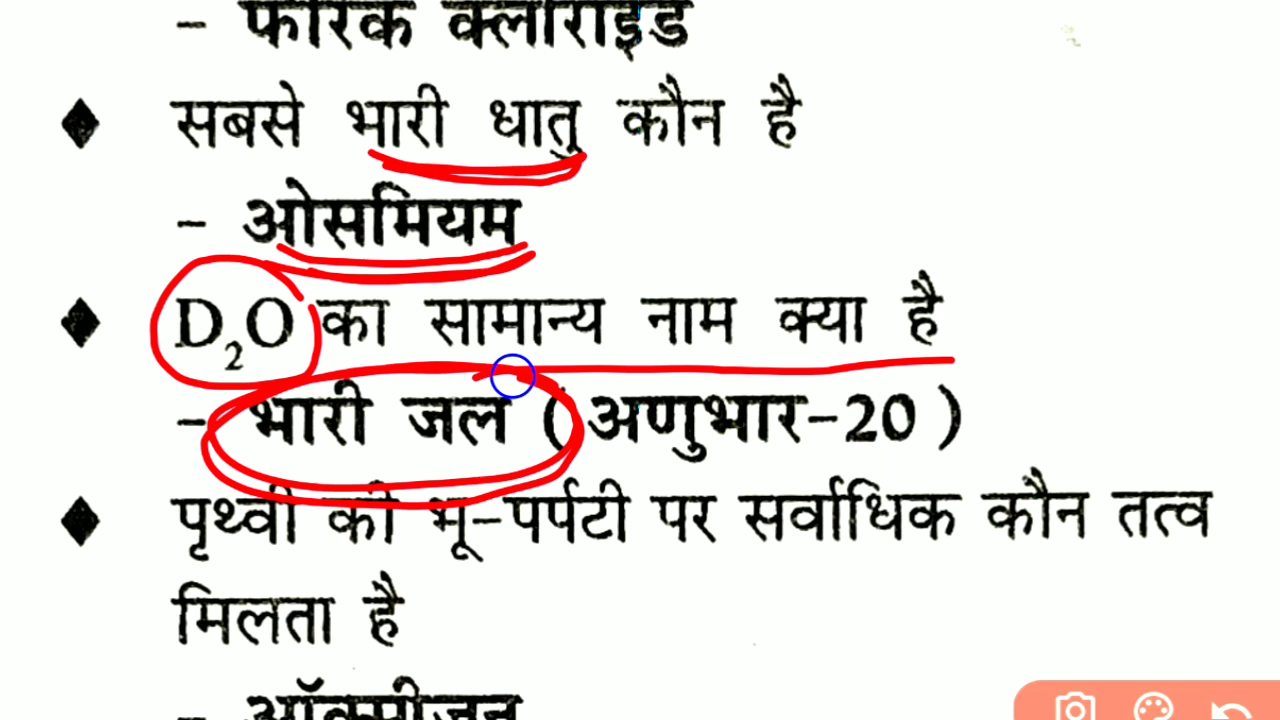 - फेरिक क्लोराइड
♦ सबसे भारी धातु कौन है
- ओसमियम
♦ D₂O का सामान्य नाम क्या है
- भारी जल (अणुभार-20)
♦ पृथ्वी की भू-पर्पटी पर सर्वाधिक कौन तत्व
मिलता है
- ऑक्सीजन